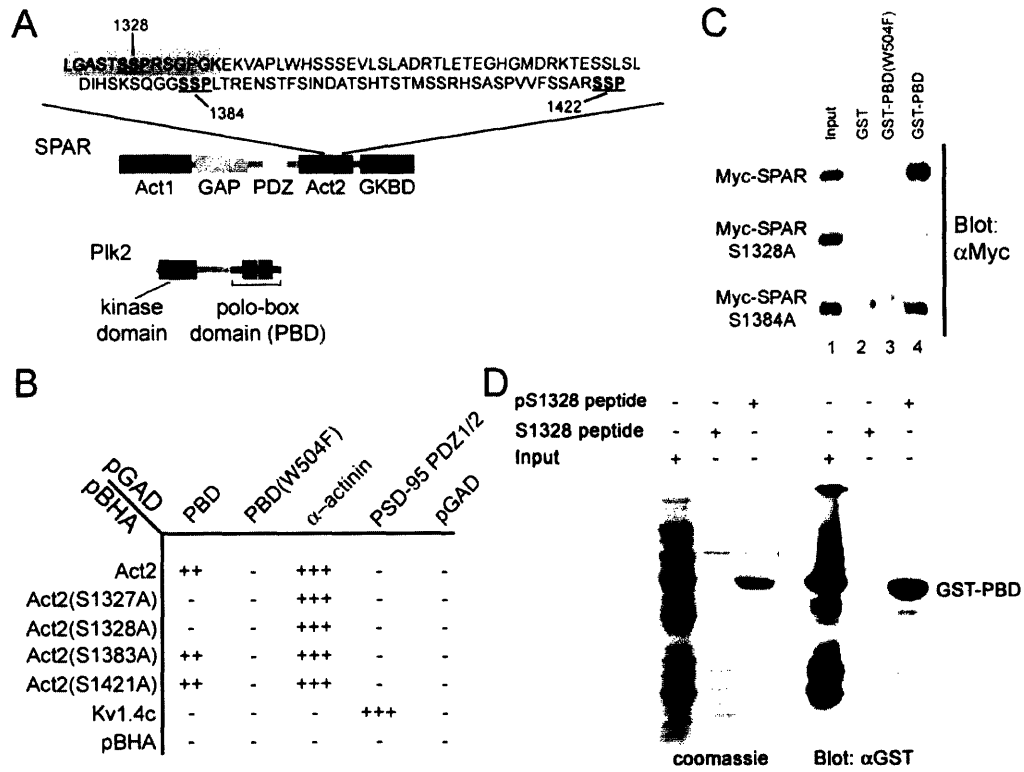 A
1328
LGASTSSPRSGPGKEKVAPLWHSSSEVLSLADRTLETEGHGMDRKTESSLSL
DIHSKSQGGSSPLTRENSTFSINDATSHTSTMSSRHSASPVVFSSARSSP
1384
1422
SPAR
Act1 GAP PDZ Act2 GKBD
Plk2
kinase
domain
polo-box
domain (PBD)
B
pGAD
pBHA
PBD
PBD(W504F)
α–actinin
PSD-95 PDZ1/2
pGAD
Act2 ++ - +++ - -
Act2(S1327A) - - +++ - -
Act2(S1328A) - - +++ - -
Act2(S1383A) ++ - +++ - -
Act2(S1421A) ++ - +++ - -
Kv1.4c - - - +++ -
pBHA - - - - -
C
Input
GST
GST-PBD(W504F)
GST-PBD
Myc-SPAR
Myc-SPAR
S1328A
Myc-SPAR
S1384A
1 2 3 4
Blot:
αMyc
D
pS1328 peptide - - + - - +
S1328 peptide - + - - + -
Input + - - + - -
GST-PBD
coomassie
Blot: αGST